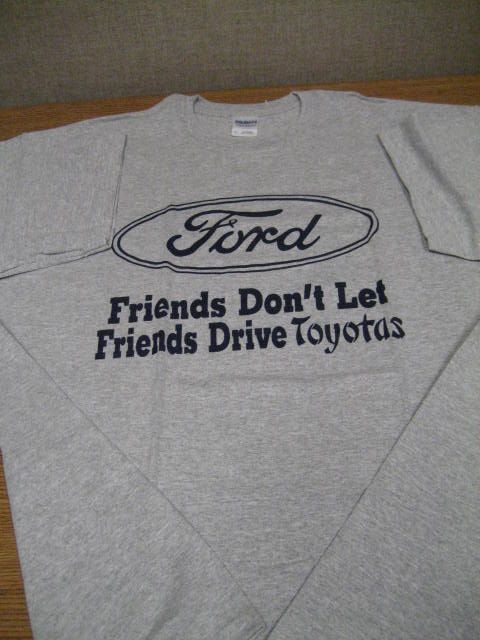 Ford
Friends Don't Let
Friends Drive Toyotas